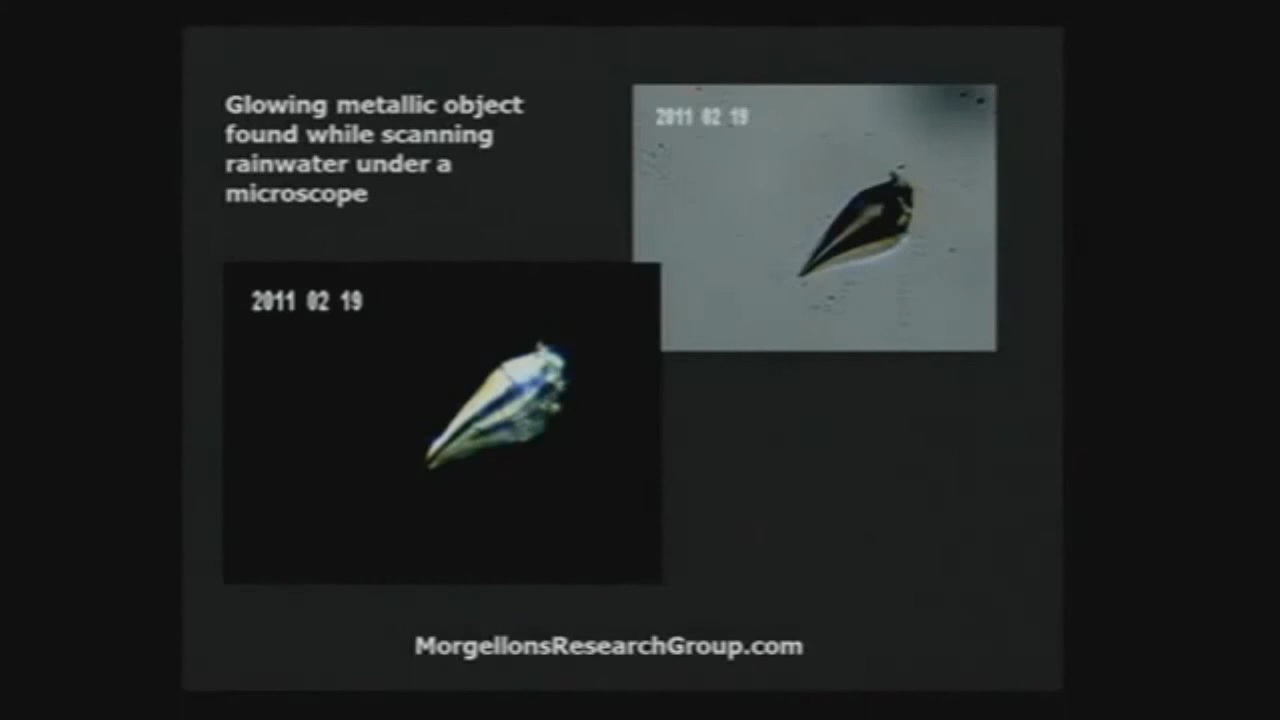 Glowing metallic object
found while scanning
rainwater under a
microscope
2011 02 19
2011 02 19
MorgellonsResearchGroup.com